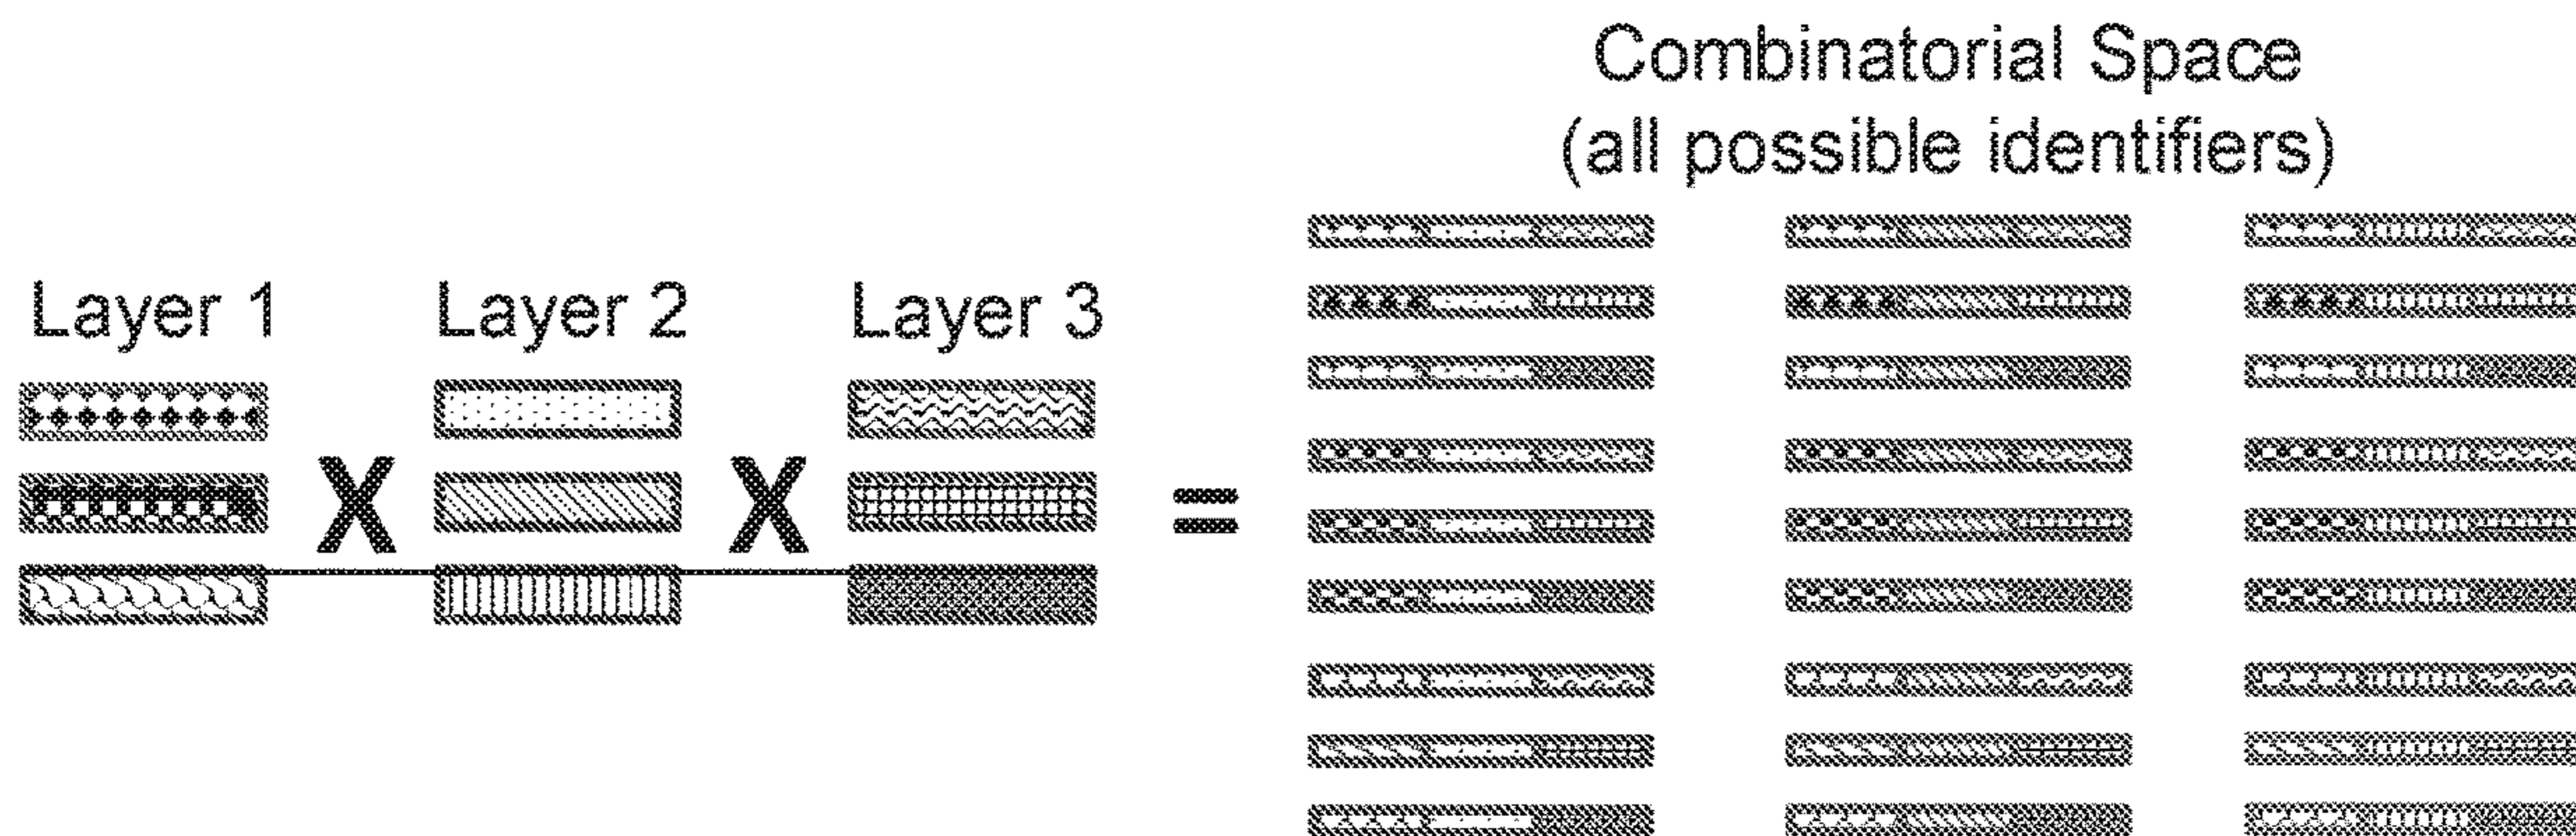 Combinatorial Space
(all possible identifiers)
Layer 1
Layer 2
Layer 3
X
X
=